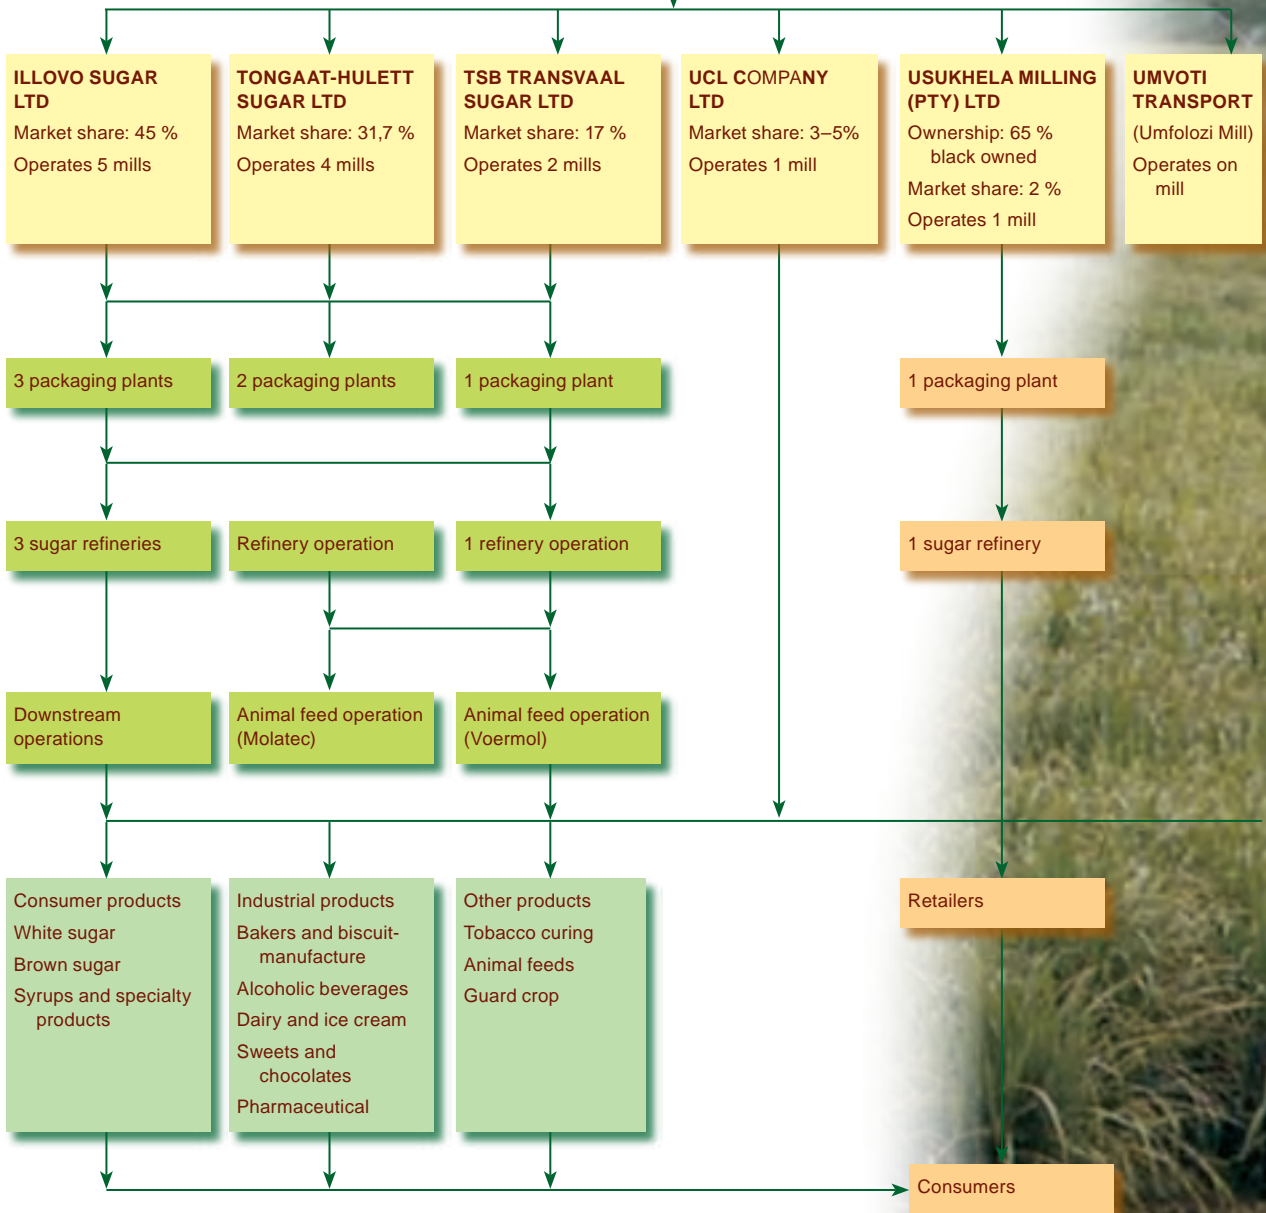 ILLOVO SUGAR
LTD
Market share: 45 %
Operates 5 mills
TONGAAT-HULETT
SUGAR LTD
Market share: 31,7 %
Operates 4 mills
TSB TRANSVAAL
SUGAR LTD
Market share: 17 %
Operates 2 mills
UCL COMPANY
LTD
Market share: 3–5%
Operates 1 mill
USUKHELA MILLING
(PTY) LTD
Ownership: 65 %
black owned
Market share: 2 %
Operates 1 mill
UMVOTI
TRANSPORT
(Umfolozi Mill)
Operates on
mill
3 packaging plants
2 packaging plants
1 packaging plant
1 packaging plant
3 sugar refineries
Refinery operation
1 refinery operation
1 sugar refinery
Downstream
operations
Animal feed operation
(Molatec)
Animal feed operation
(Voermol)
Consumer products
White sugar
Brown sugar
Syrups and specialty
products
Industrial products
Bakers and biscuit-
manufacture
Alcoholic beverages
Dairy and ice cream
Sweets and
chocolates
Pharmaceutical
Other products
Tobacco curing
Animal feeds
Guard crop
Retailers
Consumers